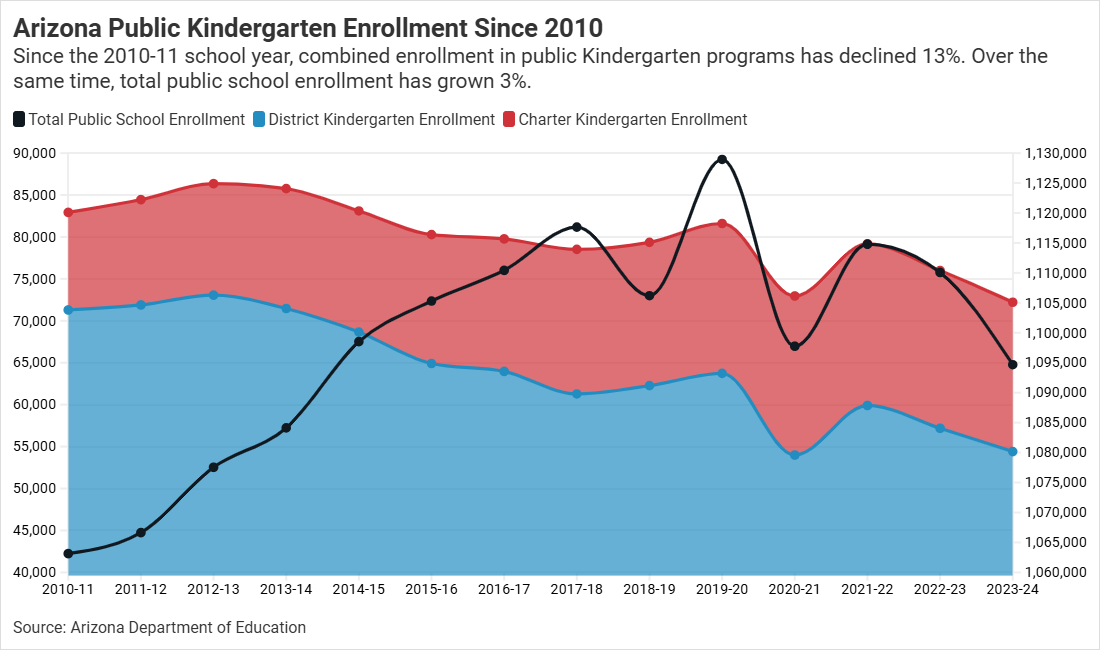 Arizona Public Kindergarten Enrollment Since 2010
Since the 2010-11 school year, combined enrollment in public Kindergarten programs has declined 13%. Over the
same time, total public school enrollment has grown 3%.
Total Public School Enrollment District Kindergarten Enrollment Charter Kindergarten Enrollment
90,000 1,130,000
85,000 1,125,000
1,120,000
80,000 1,115,000
75,000 1,110,000
1,105,000
70,000 1,100,000
65,000 1,095,000
60,000 1,090,000
1,085,000
55,000 1,080,000
50,000 1,075,000
1,070,000
45,000 1,065,000
40,000 1,060,000
2010-11 2011-12 2012-13 2013-14 2014-15 2015-16 2016-17 2017-18 2018-19 2019-20 2020-21 2021-22 2022-23 2023-24
Source: Arizona Department of Education